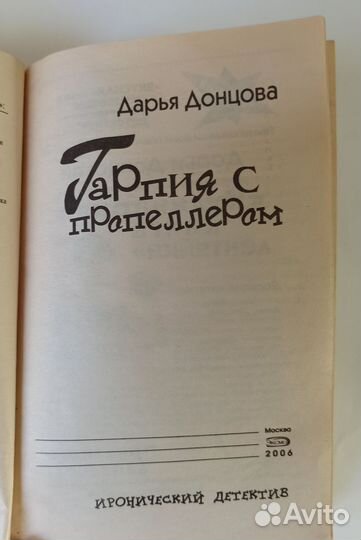 Дарья Донцова
Гарпия с
пропеллером
Москва
ЭКСМО
2006
ИРОНИЧЕСКИЙ ДЕТЕКТИВ
Avito